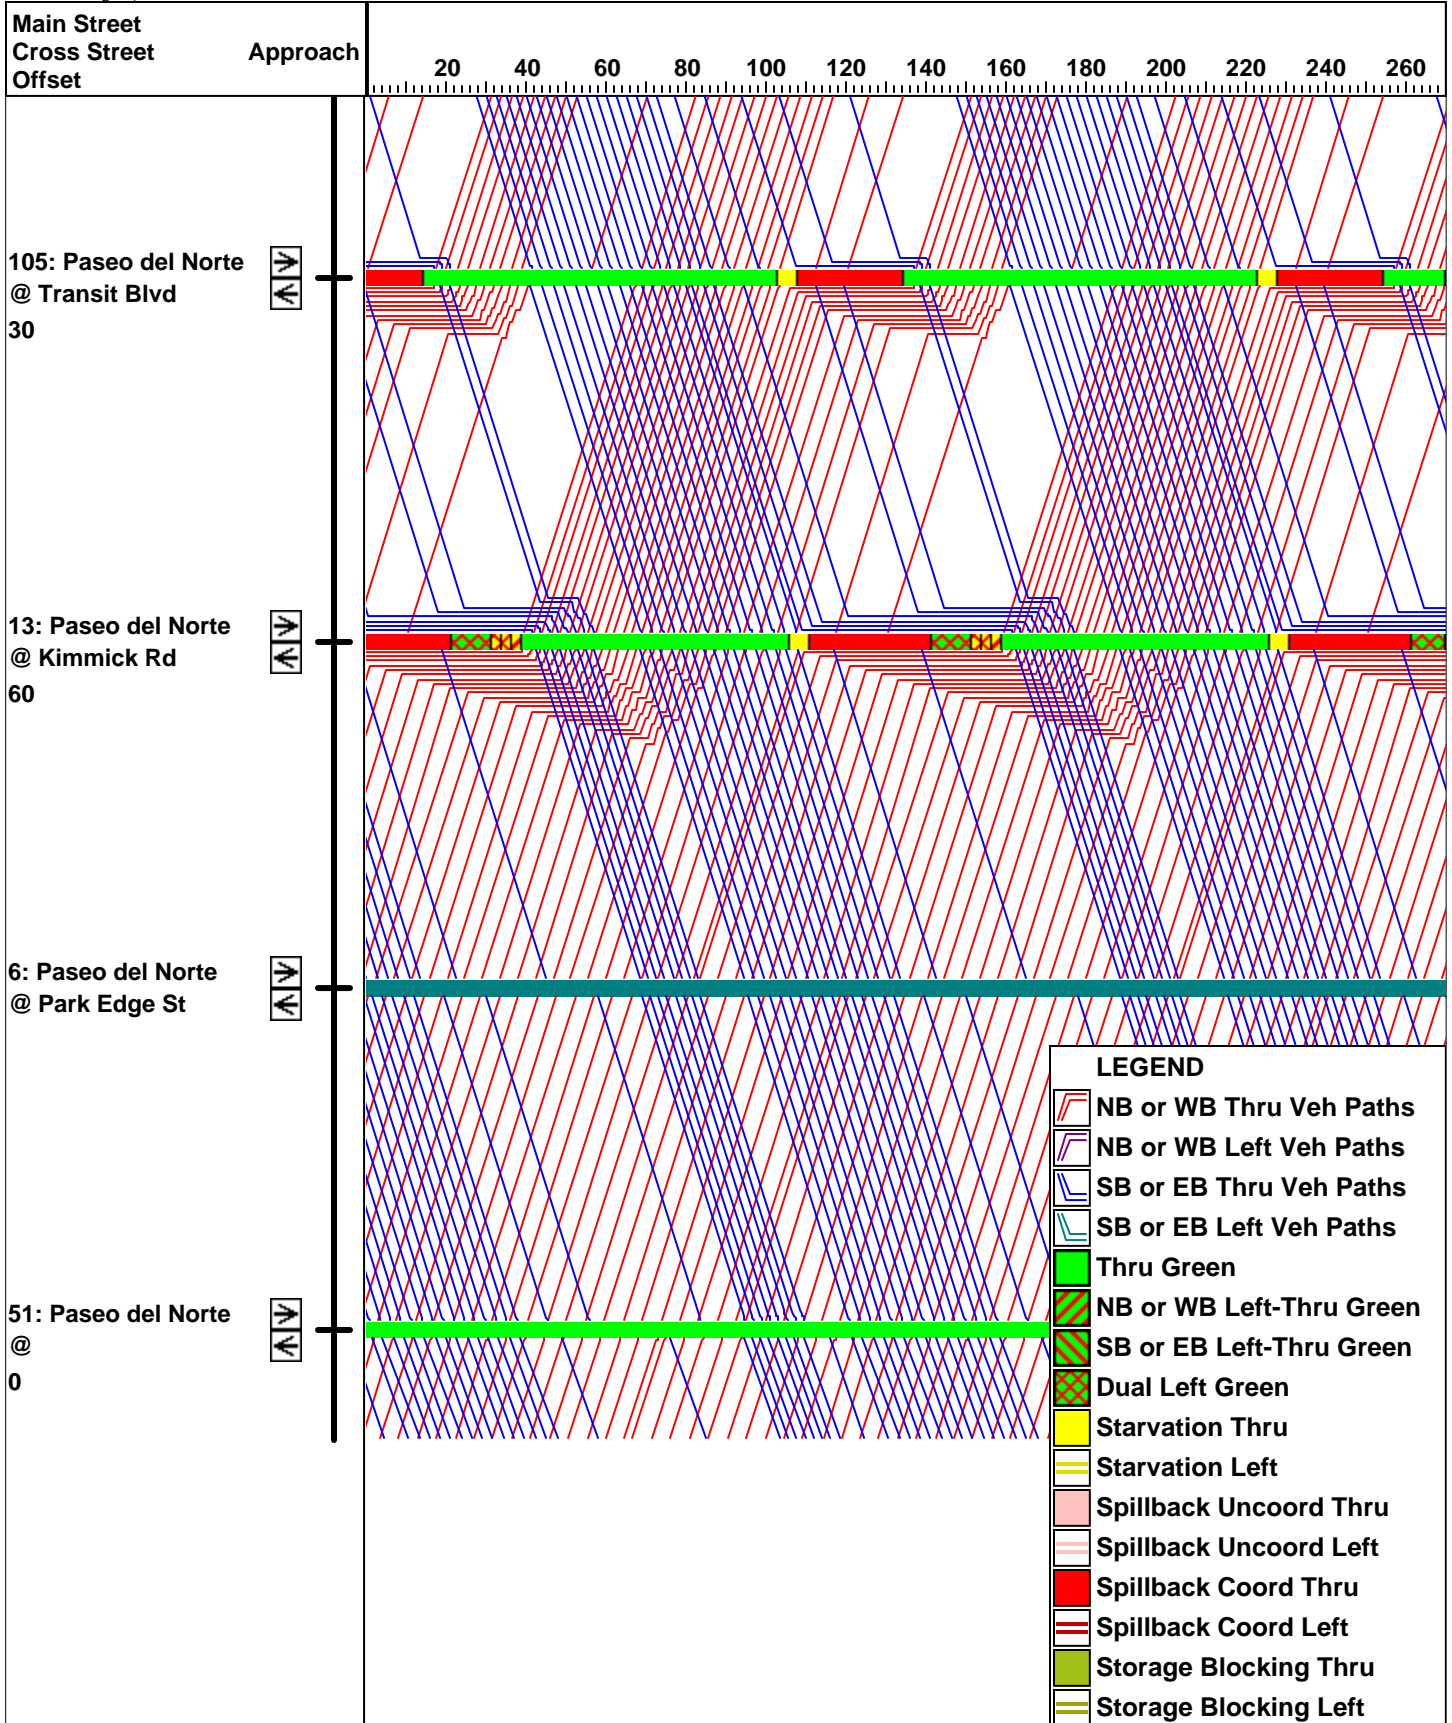 Main Street
Cross Street Approach
Offset
20 40 60 80 100 120 140 160 180 200 220 240 260
105: Paseo del Norte
@ Transit Blvd
30
13: Paseo del Norte
@ Kimmick Rd
60
6: Paseo del Norte
@ Park Edge St
51: Paseo del Norte
@
0
LEGEND
NB or WB Thru Veh Paths
NB or WB Left Veh Paths
SB or EB Thru Veh Paths
SB or EB Left Veh Paths
Thru Green
NB or WB Left-Thru Green
SB or EB Left-Thru Green
Dual Left Green
Starvation Thru
Starvation Left
Spillback Uncoord Thru
Spillback Uncoord Left
Spillback Coord Thru
Spillback Coord Left
Storage Blocking Thru
Storage Blocking Left